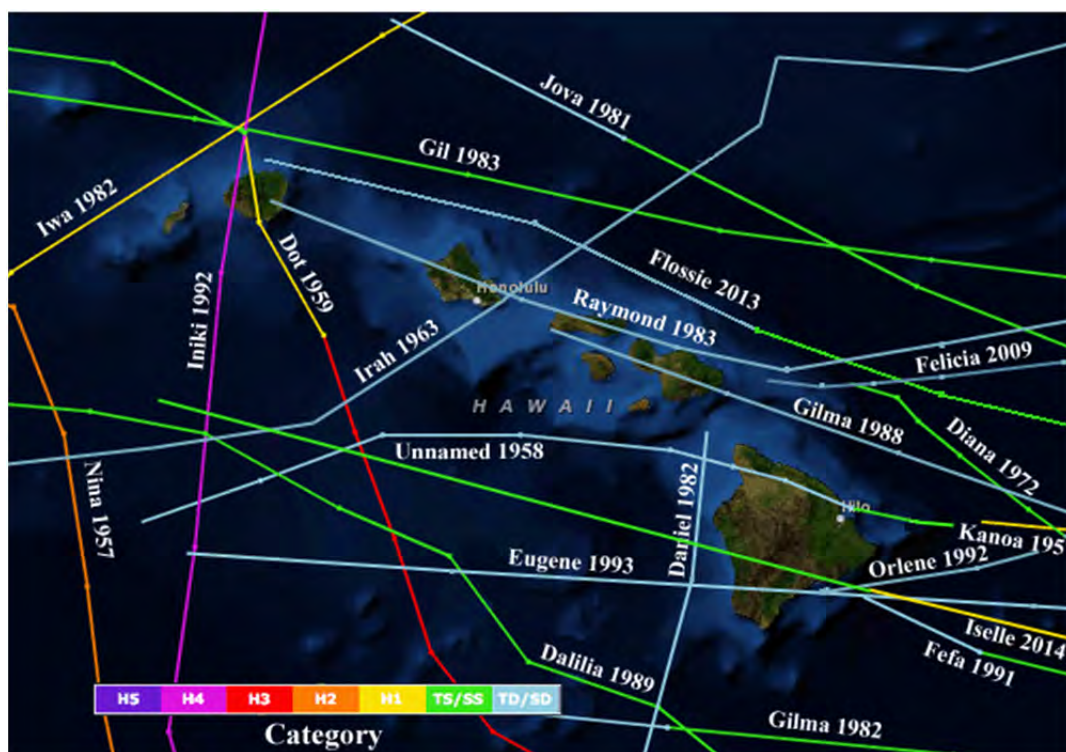 Jova 1981
Gil 1983
Iwa 1982
Dot 1959
Flossie 2013
Iniki 1992
Honolulu
Raymond 1983
Irah 1963
Felicia 2009
HAWAII
Gilma 1988
Diana 1972
Unnamed 1958
Nina 1957
Daniel 1982
Hilo
Kanoa 195
Orlene 1992
Eugene 1993
Iselle 2014
Fefa 1991
Dalilia 1989
H5 H4 H3 H2 H1 TS/SS TD/SD
Gilma 1982
Category